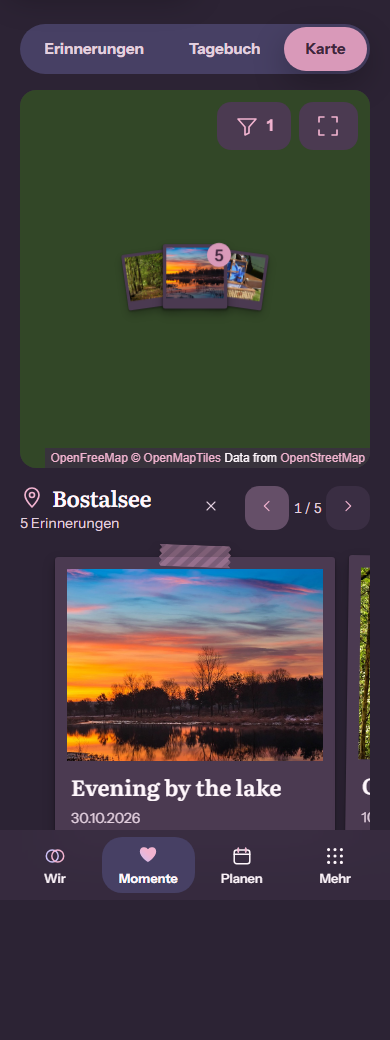 Erinnerungen Tagebuch Karte
1
5
OpenFreeMap © OpenMapTiles Data from OpenStreetMap
Bostalsee
5 Erinnerungen
1 / 5
Evening by the lake
30.10.2026
Wir Momente Planen Mehr